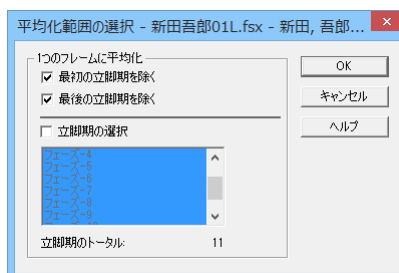 平均化範囲の選択 - 新田吾郎01L.fsx - 新田, 吾郎...
1つのフレームに平均化
最初の立脚期を除く
最後の立脚期を除く
立脚期の選択
フェーズ-4
フェーズ-5
フェーズ-6
フェーズ-7
フェーズ-8
フェーズ-9
立脚期のトータル: 11
OK
キャンセル
ヘルプ